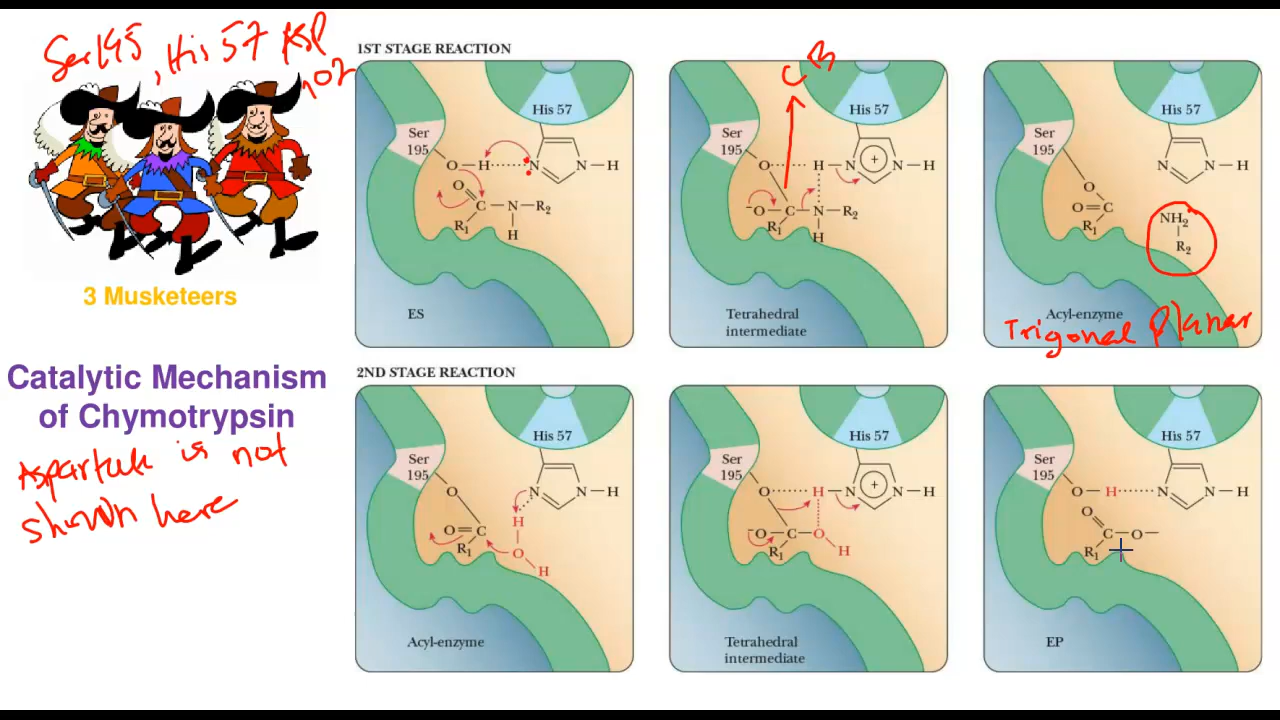 Ser 195, His 57 Asp
102
3 Musketeers
Catalytic Mechanism
of Chymotrypsin
Aspartate is not
shown here
1ST STAGE REACTION
His 57
Ser
195
O H N N H
O
C N R2
R1
H
ES
CB
His 57
Ser
195
O H N + N H
−O C N R2
R1 H
Tetrahedral
intermediate
His 57
Ser
195
N N H
O
O C
R1
NH2
R2
Acyl-enzyme
Trigonal Planar
2ND STAGE REACTION
His 57
Ser
195
O N N H
H
O C
R1 O
H
Acyl-enzyme
His 57
Ser
195
O H N + N H
−O C O
R1 H
Tetrahedral
intermediate
His 57
Ser
195
O H N N H
O
C O −
R1
EP